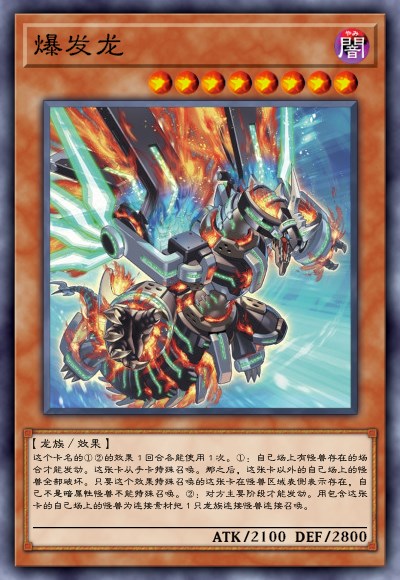 爆发龙
やみ
闇
【龙族／效果】
这个卡名的①②的效果1回合各能使用1次。①：自己场上有怪兽存在的场
合才能发动。这张卡从手卡特殊召唤。那之后，这张卡以外的自己场上的怪
兽全部破坏。只要这个效果特殊召唤的这张卡在怪兽区域表侧表示存在，自
己不是暗属性怪兽不能特殊召唤。②：对方主要阶段才能发动。用包含这张
卡的自己场上的怪兽为连接素材把1只龙族连接怪兽连接召唤。
ATK/2100 DEF/2800